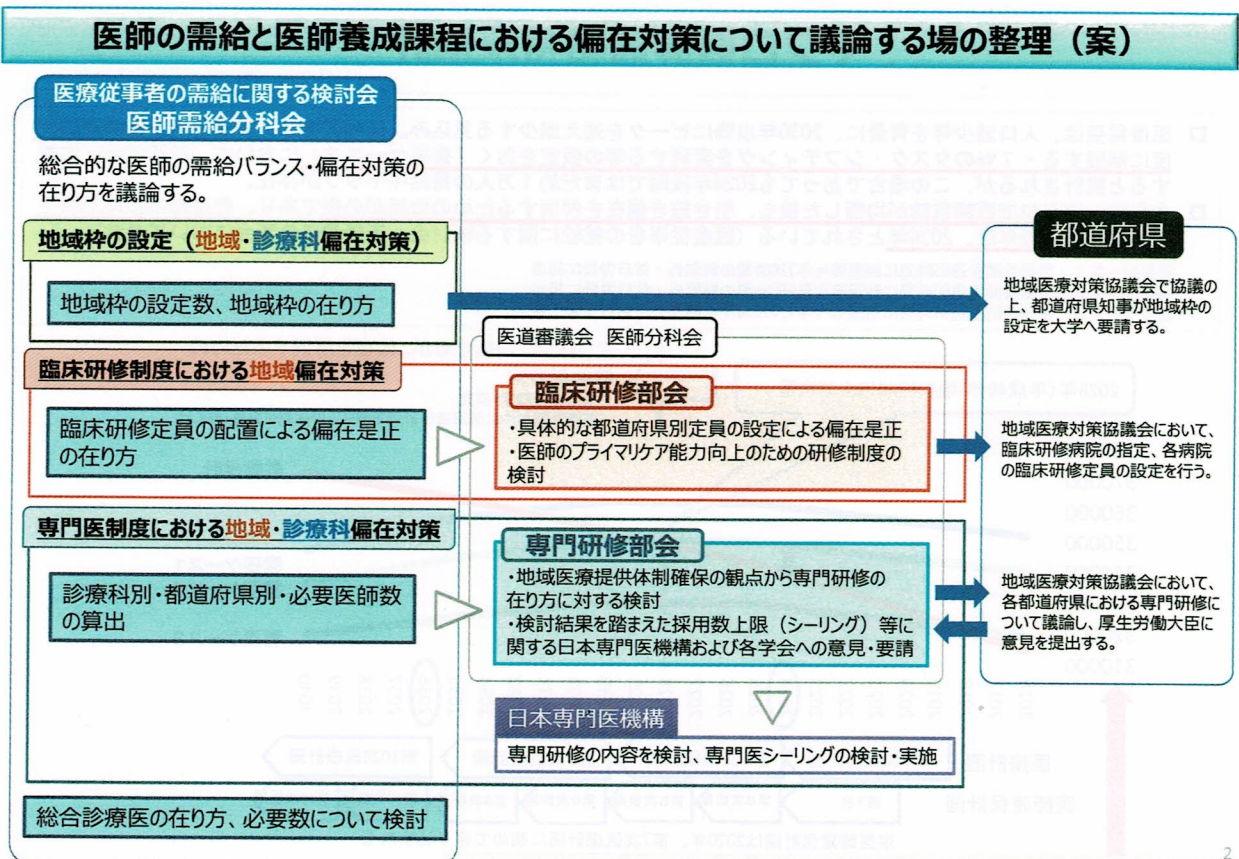 医師の需給と医師養成課程における偏在対策について議論する場の整理（案）
医療従事者の需給に関する検討会
医師需給分科会
総合的な医師の需給バランス・偏在対策の
在り方を議論する。
地域枠の設定（地域・診療科偏在対策）
地域枠の設定数、地域枠の在り方
都道府県
地域医療対策協議会で協議の
上、都道府県知事が地域枠の
設定を大学へ要請する。
医道審議会 医師分科会
臨床研修制度における地域偏在対策
臨床研修定員の配置による偏在是正
の在り方
臨床研修部会
・具体的な都道府県別定員の設定による偏在是正
・医師のプライマリケア能力向上のための研修制度の
検討
地域医療対策協議会において、
臨床研修病院の指定、各病院
の臨床研修定員の設定を行う。
専門医制度における地域・診療科偏在対策
診療科別・都道府県別・必要医師数
の算出
専門研修部会
・地域医療提供体制確保の観点から専門研修の
在り方に対する検討
・検討結果を踏まえた採用数上限（シーリング）等に
関する日本専門医機構および各学会への意見・要請
地域医療対策協議会において、
各都道府県における専門研修に
ついて議論し、厚生労働大臣に
意見を提出する。
日本専門医機構
専門研修の内容を検討、専門医シーリングの検討・実施
総合診療医の在り方、必要数について検討
2